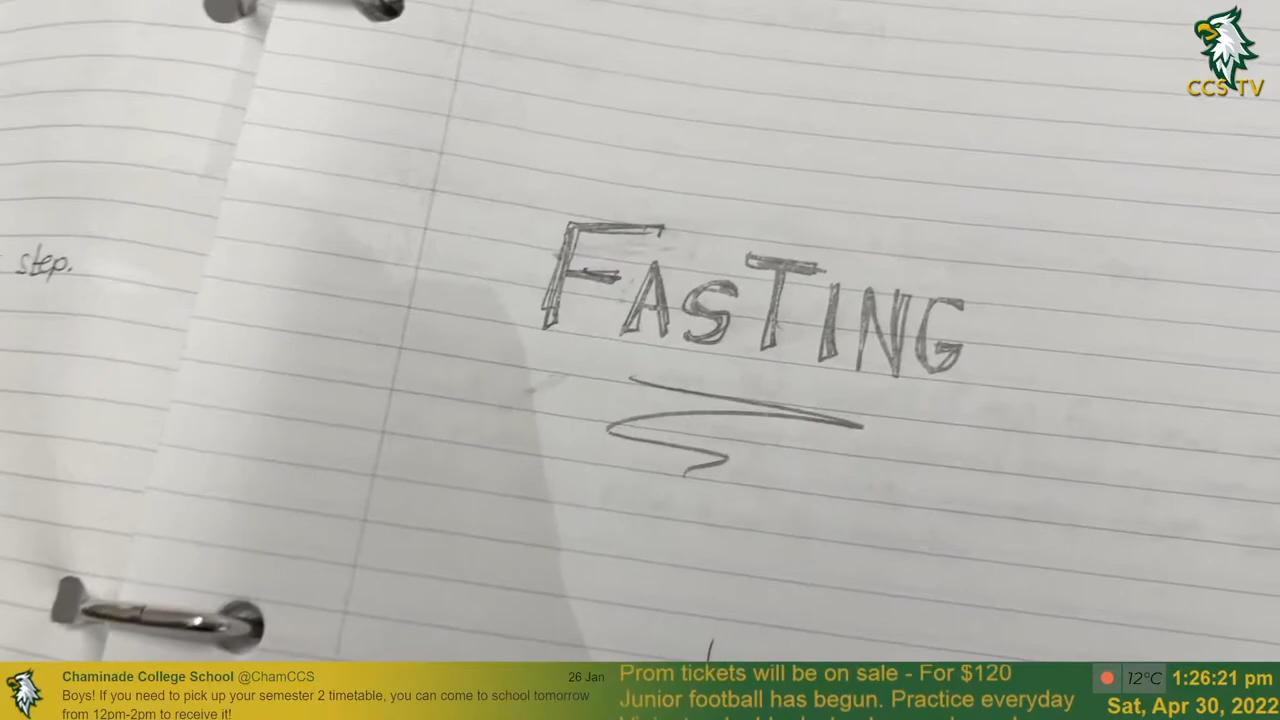 CCS TV
step.
FASTING
Chaminade College School @ChamCCS
26 Jan
Boys! If you need to pick up your semester 2 timetable, you can come to school tomorrow
from 12pm-2pm to receive it!
Prom tickets will be on sale - For $120
Junior football has begun. Practice everyday
12°C
1:26:21 pm
Sat, Apr 30, 2022